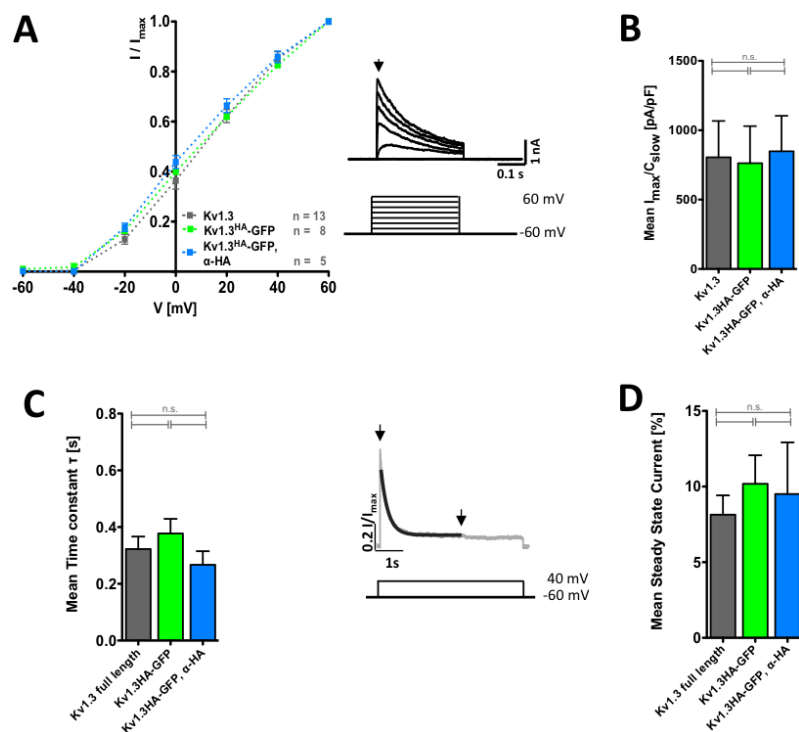 A
I / Imax
1.0
0.8
0.6
0.4
0.2
-60
-40
-20
0
20
40
60
V [mV]
Kv1.3 n = 13
Kv1.3HA-GFP n = 8
Kv1.3HA-GFP,
α-HA n = 5
1 nA
0.1 s
60 mV
-60 mV
B
Mean Imax/Cslow [pA/pF]
1500
1000
750
500
0
n.s.
Kv1.3
Kv1.3HA-GFP
Kv1.3HA-GFP, α-HA
C
Mean Time constant τ [s]
0.8
0.6
0.4
0.2
0.0
n.s.
Kv1.3 full length
Kv1.3HA-GFP
Kv1.3HA-GFP, α-HA
0.2 I/Imax
1s
40 mV
-60 mV
D
Mean Steady State Current [%]
20
15
10
5
0
n.s.
Kv1.3 full length
Kv1.3HA-GFP
Kv1.3HA-GFP, α-HA